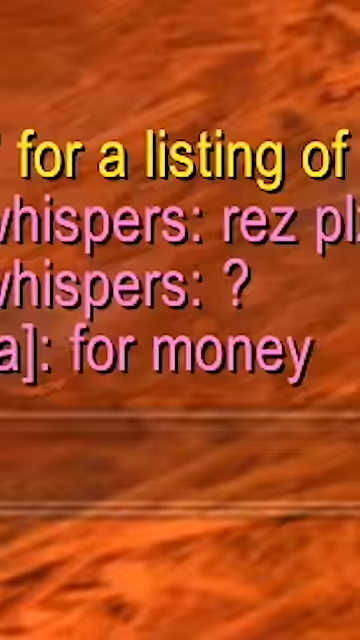 for a listing of
whispers: rez pl
whispers: ?
a]: for money